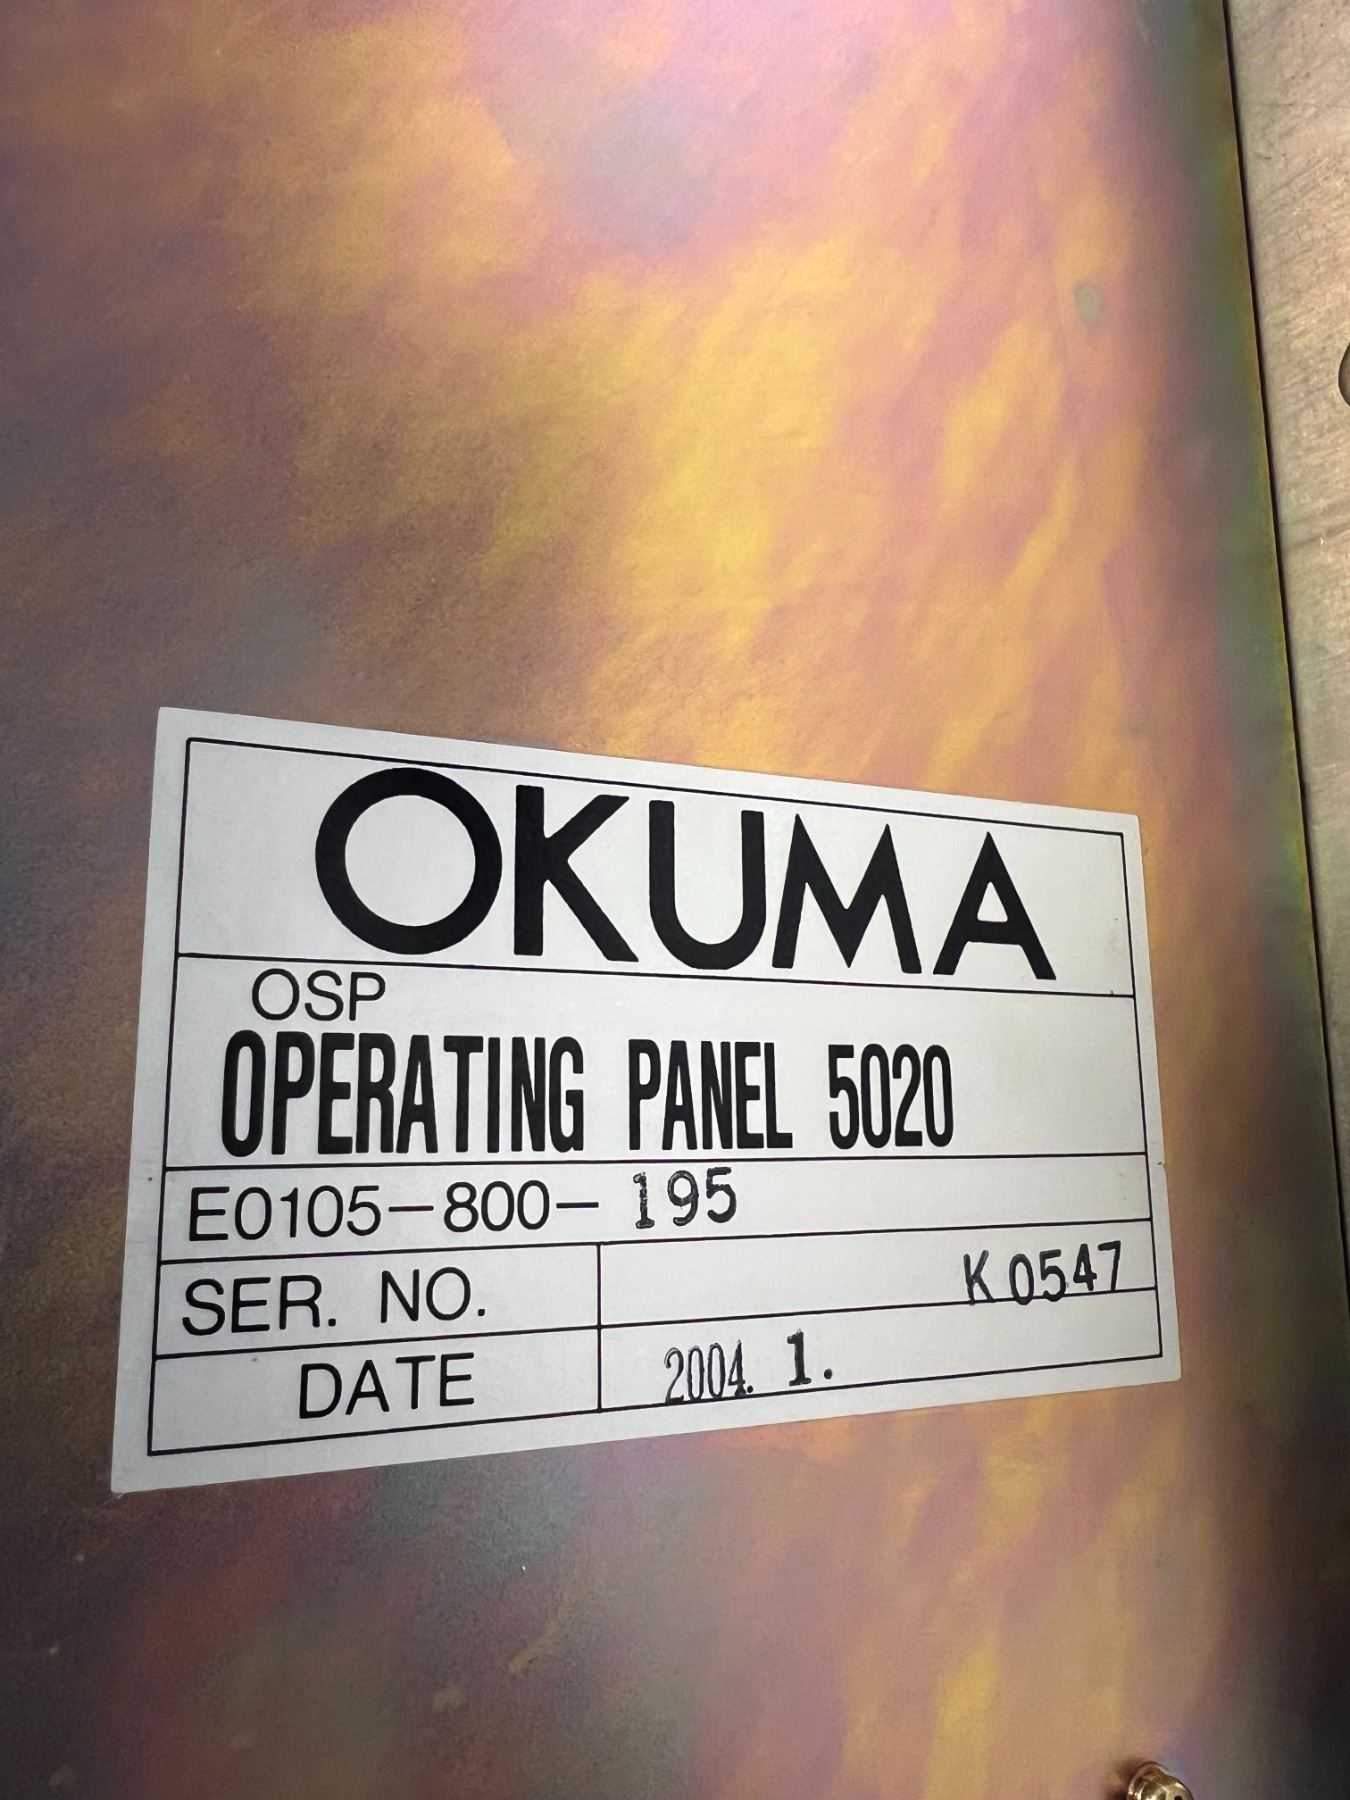 OKUMA
OSP
OPERATING PANEL 5020
E0105-800-195
SER. NO. K0547
DATE 2004. 1.